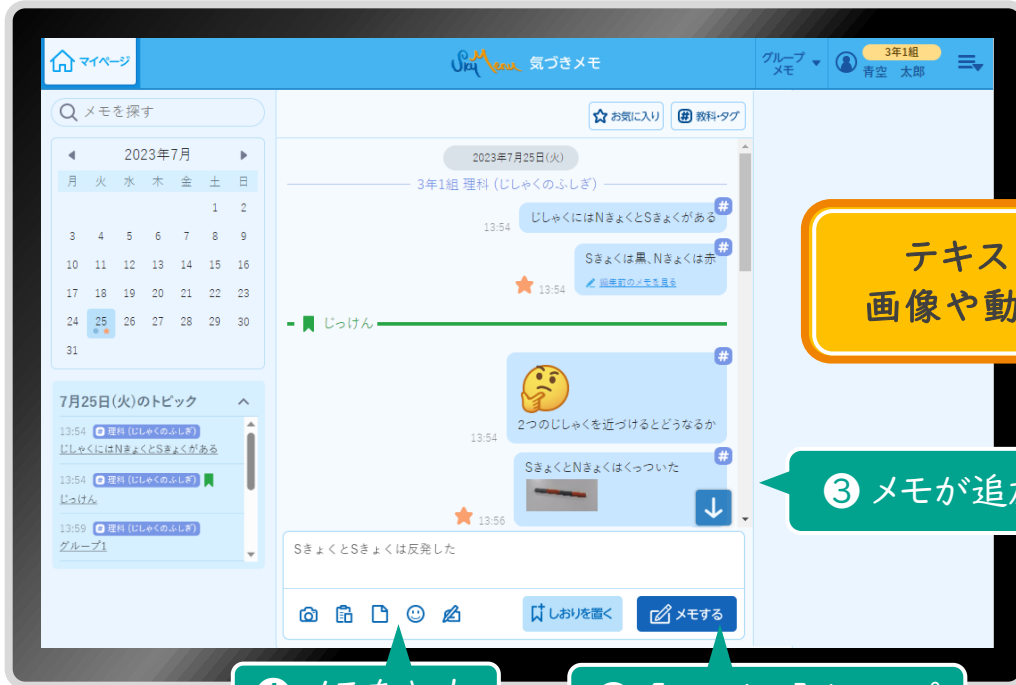 マイページ
SkyMenu 気づきメモ
グループ
メモ
3年1組
青空 太郎
メモを探す
お気に入り
# 教科・タグ
2023年7月
月 火 水 木 金 土 日
1 2
3 4 5 6 7 8 9
10 11 12 13 14 15 16
17 18 19 20 21 22 23
24 25 26 27 28 29 30
31
7月25日(火)のトピック
13:54 # 理科 (じしゃくのふしぎ)
じしゃくにはNきょくとSきょくがある
13:54 # 理科 (じしゃくのふしぎ)
じっけん
13:59 # 理科 (じしゃくのふしぎ)
グループ1
2023年7月25日(火)
3年1組 理科 (じしゃくのふしぎ)
#
じしゃくにはNきょくとSきょくがある
13:54
#
Sきょくは黒、Nきょくは赤
編集前のメモを見る
13:54
じっけん
#
2つのじしゃくを近づけるとどうなるか
13:54
#
SきょくとNきょくはくっついた
13:56
SきょくとSきょくは反発した
しおりを置く
メモする
テキス
画像や動
③ メモが追